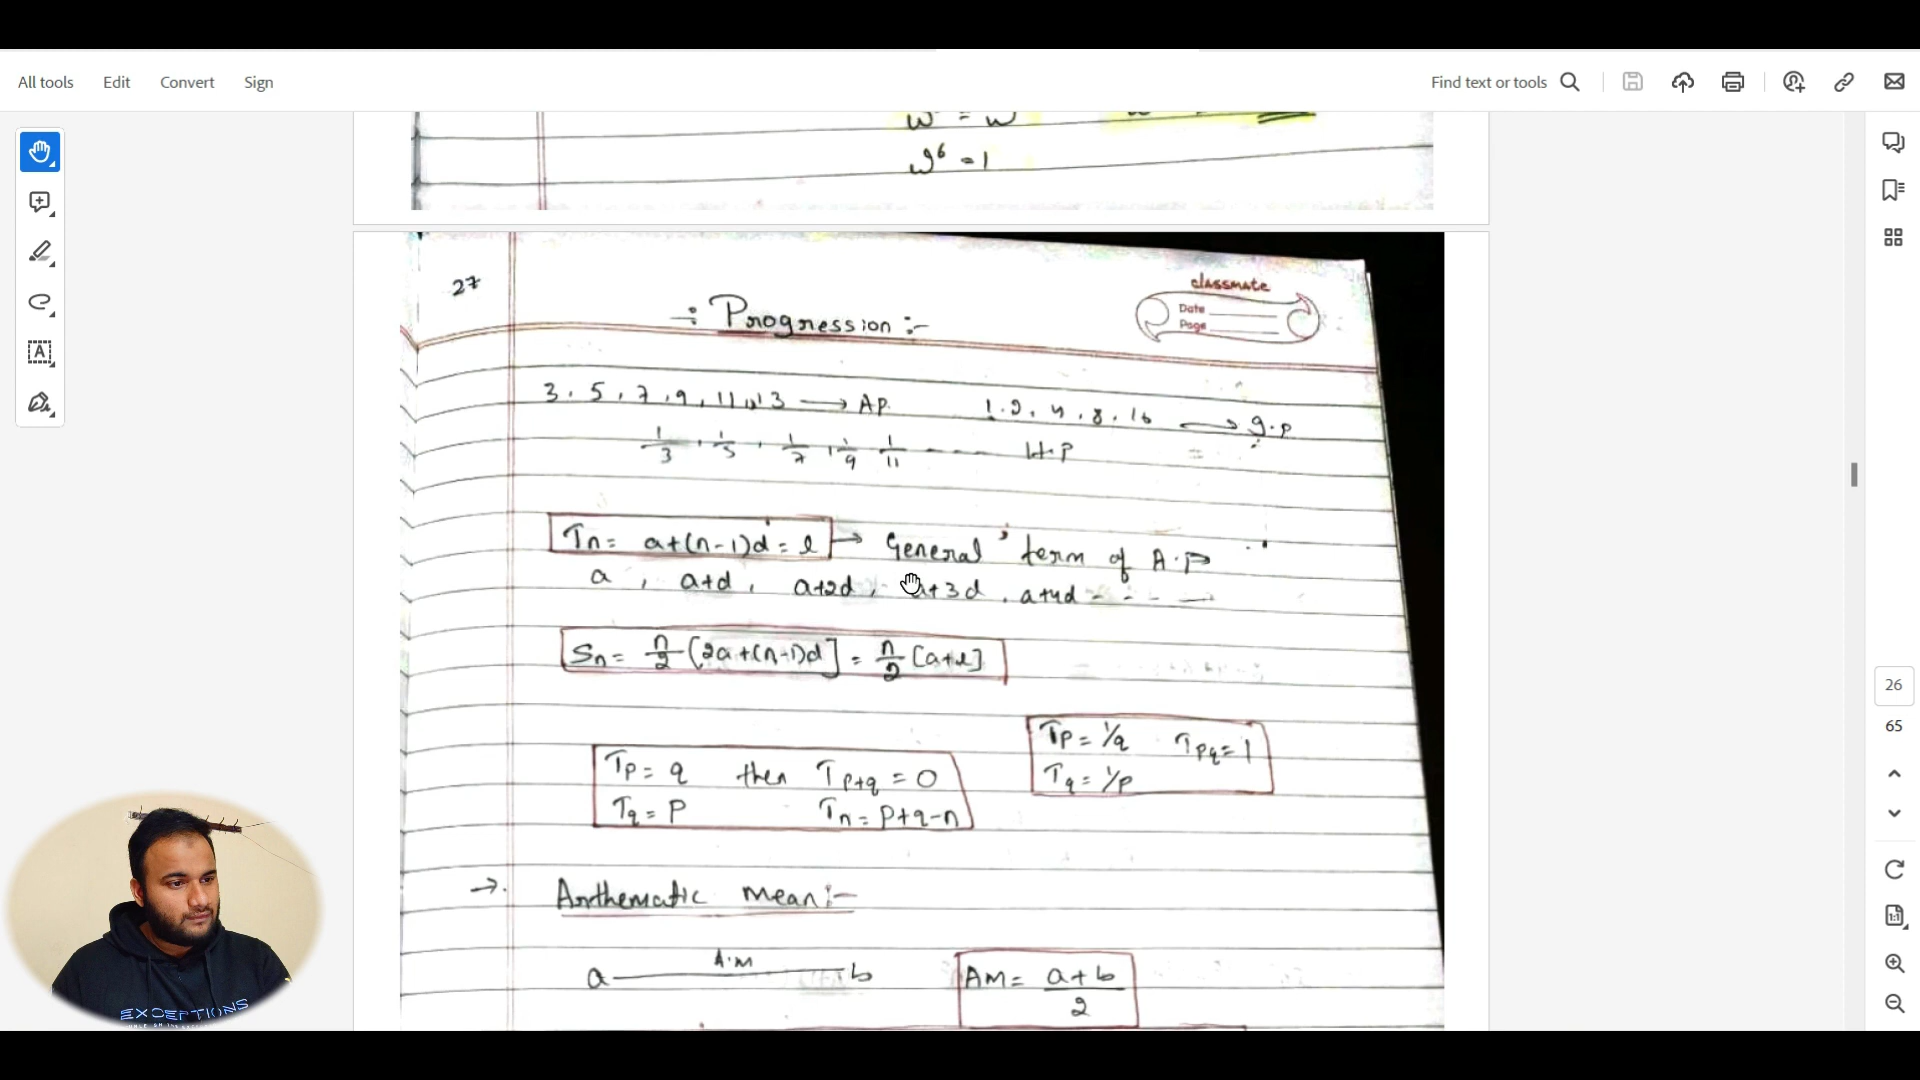 All tools Edit Convert Sign Find text or tools
ω⁶ = 1
27
classmate
Date
Page
:- Progression :-
3, 5, 7, 9, 11, 13 → AP 1, 2, 4, 8, 16 → g.p
1/3, 1/5, 1/7, 1/9, 1/11 ---- H.P
Tn = a+(n-1)d = l → General term of A.P
a, a+d, a+2d, a+3d, a+4d - - -
Sn = n/2 [2a+(n-1)d] = n/2 [a+l]
Tp = 1/q Tpq = 1
Tq = 1/p
Tp = q then Tp+q = 0
Tq = p Tn = p+q-n
→. Arithematic mean:-
a A.M b AM = a+b/2
26
65
EXCEPTIONS